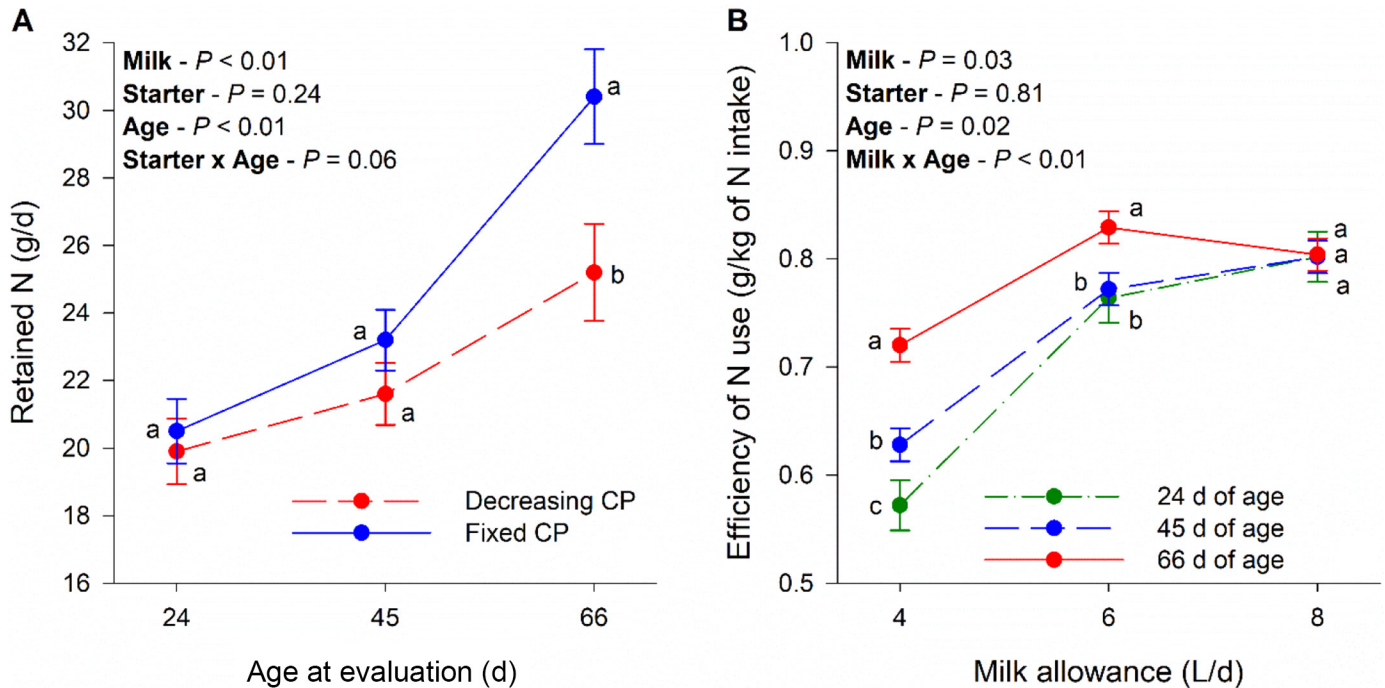 A
Milk - P < 0.01
Starter - P = 0.24
Age - P < 0.01
Starter x Age - P = 0.06
Retained N (g/d)
32
30
28
26
24
22
20
18
16
a
a
a
a
a
b
Decreasing CP
Fixed CP
24 45 66
Age at evaluation (d)
B
Milk - P = 0.03
Starter - P = 0.81
Age - P = 0.02
Milk x Age - P < 0.01
Efficiency of N use (g/kg of N intake)
1.0
0.9
0.8
0.7
0.6
0.5
a
b
c
a
b
b
a
a
a
24 d of age
45 d of age
66 d of age
4 6 8
Milk allowance (L/d)